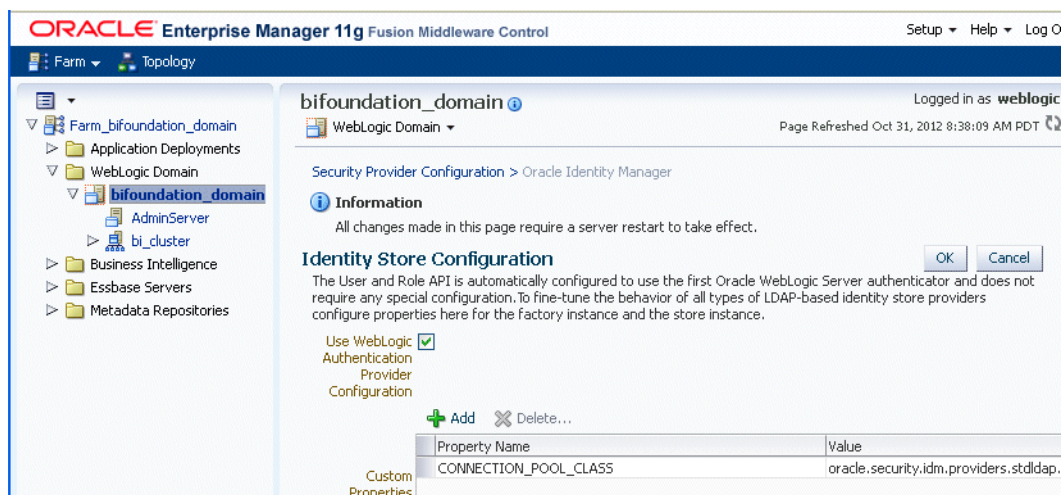 ORACLE Enterprise Manager 11g Fusion Middleware Control
Setup Help Log O
Farm Topology
Farm_bifoundation_domain
Application Deployments
WebLogic Domain
bifoundation_domain
AdminServer
bi_cluster
Business Intelligence
Essbase Servers
Metadata Repositories
bifoundation_domain
Logged in as weblogic
WebLogic Domain
Page Refreshed Oct 31, 2012 8:38:09 AM PDT
Security Provider Configuration > Oracle Identity Manager
Information
All changes made in this page require a server restart to take effect.
Identity Store Configuration
OK Cancel
The User and Role API is automatically configured to use the first Oracle WebLogic Server authenticator and does not
require any special configuration.To fine-tune the behavior of all types of LDAP-based identity store providers
configure properties here for the factory instance and the store instance.
Use WebLogic
Authentication
Provider
Configuration
Add Delete...
Property Name Value
CONNECTION_POOL_CLASS oracle.security.idm.providers.stdldap.
Custom
Properties